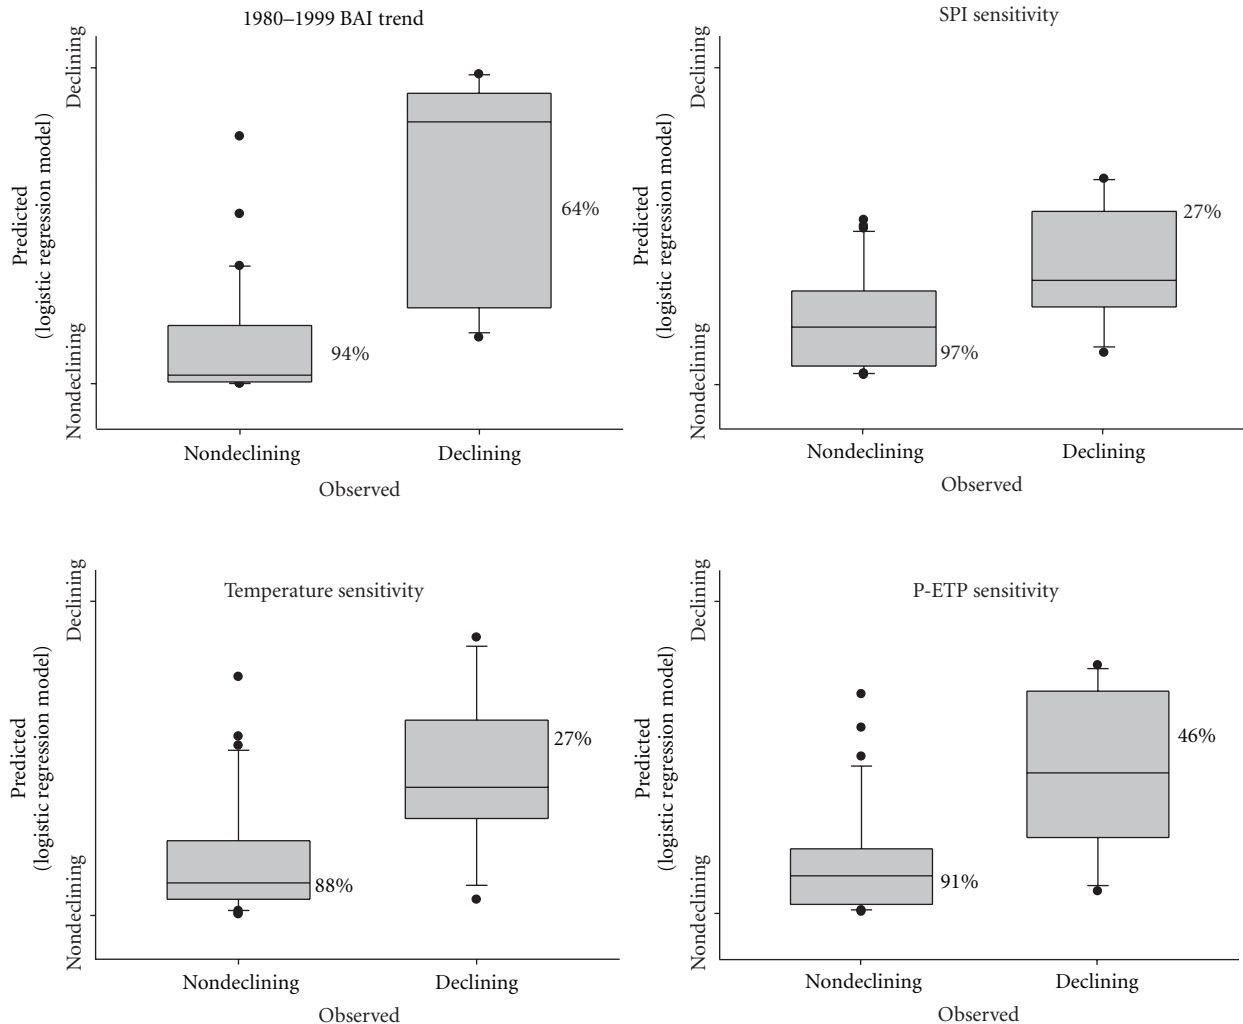 1980–1999 BAI trend
Declining
Nondeclining
Predicted
(logistic regression model)
94%
64%
Nondeclining
Declining
Observed
SPI sensitivity
Declining
Nondeclining
Predicted
(logistic regression model)
97%
27%
Nondeclining
Declining
Observed
Temperature sensitivity
Declining
Nondeclining
Predicted
(logistic regression model)
88%
27%
Nondeclining
Declining
Observed
P-ETP sensitivity
Declining
Nondeclining
Predicted
(logistic regression model)
91%
46%
Nondeclining
Declining
Observed